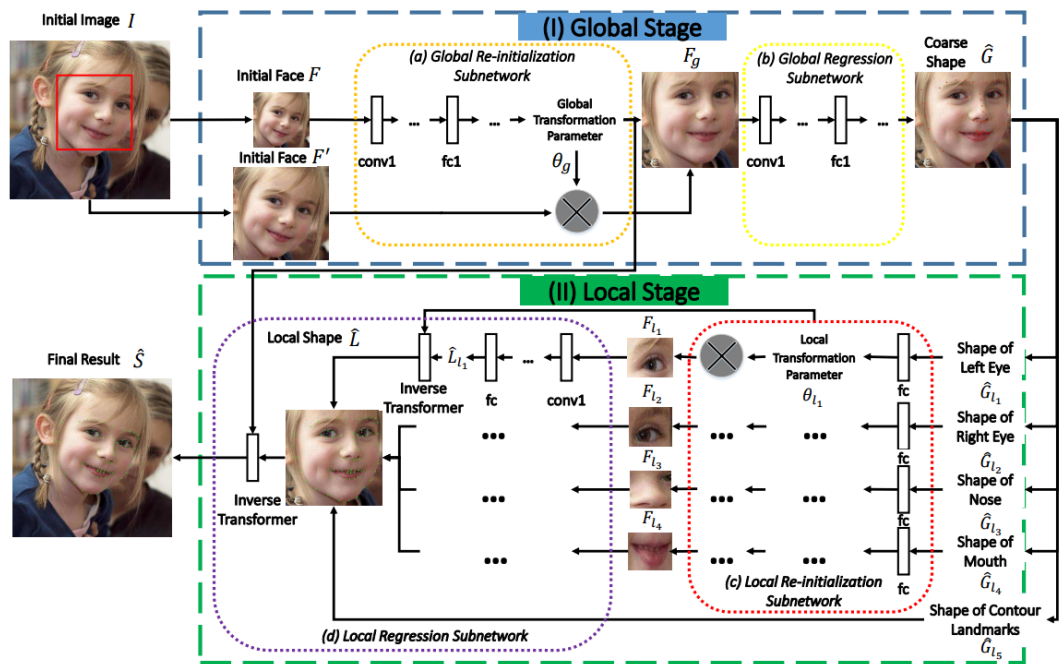 Initial Image I
(I) Global Stage
Initial Face F
(a) Global Re-initialization
Subnetwork
F_g
(b) Global Regression
Subnetwork
Coarse
Shape Ĝ
conv1
...
fc1
...
Global
Transformation
Parameter
θ_g
conv1
...
fc1
...
Initial Face F′
(II) Local Stage
Final Result Ŝ
Local Shape L̂
Inverse
Transformer
L̂_l₁
fc
...
conv1
F_l₁
Local
Transformation
Parameter
θ_l₁
fc
Shape of
Left Eye
Ĝ_l₁
...
F_l₂
...
...
fc
Shape of
Right Eye
Ĝ_l₂
...
F_l₃
...
...
fc
Shape of
Nose
Ĝ_l₃
...
F_l₄
...
...
fc
Shape of
Mouth
Ĝ_l₄
Inverse
Transformer
(c) Local Re-initialization
Subnetwork
(d) Local Regression Subnetwork
Shape of Contour
Landmarks
Ĝ_l₅